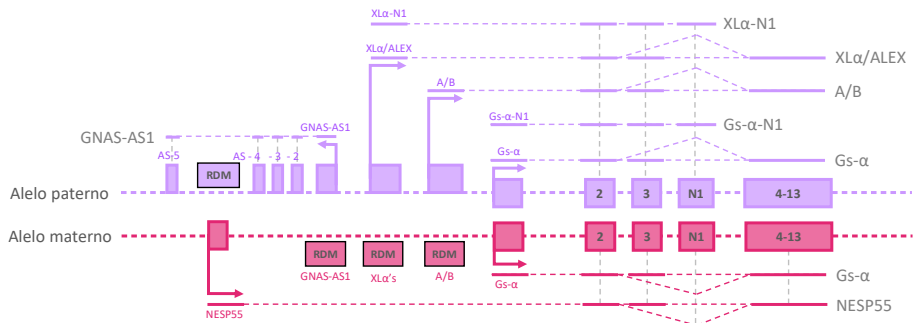 XLα-N1 XLα-N1
XLα/ALEX XLα/ALEX
A/B A/B
GNAS-AS1 GNAS-AS1 Gs-α-N1 Gs-α-N1
AS-5 AS - 4 - 3 - 2 Gs-α Gs-α
RDM
Alelo paterno 2 3 N1 4-13
Alelo materno 2 3 N1 4-13
RDM RDM RDM
GNAS-AS1 XLα's A/B Gs-α Gs-α
NESP55 NESP55